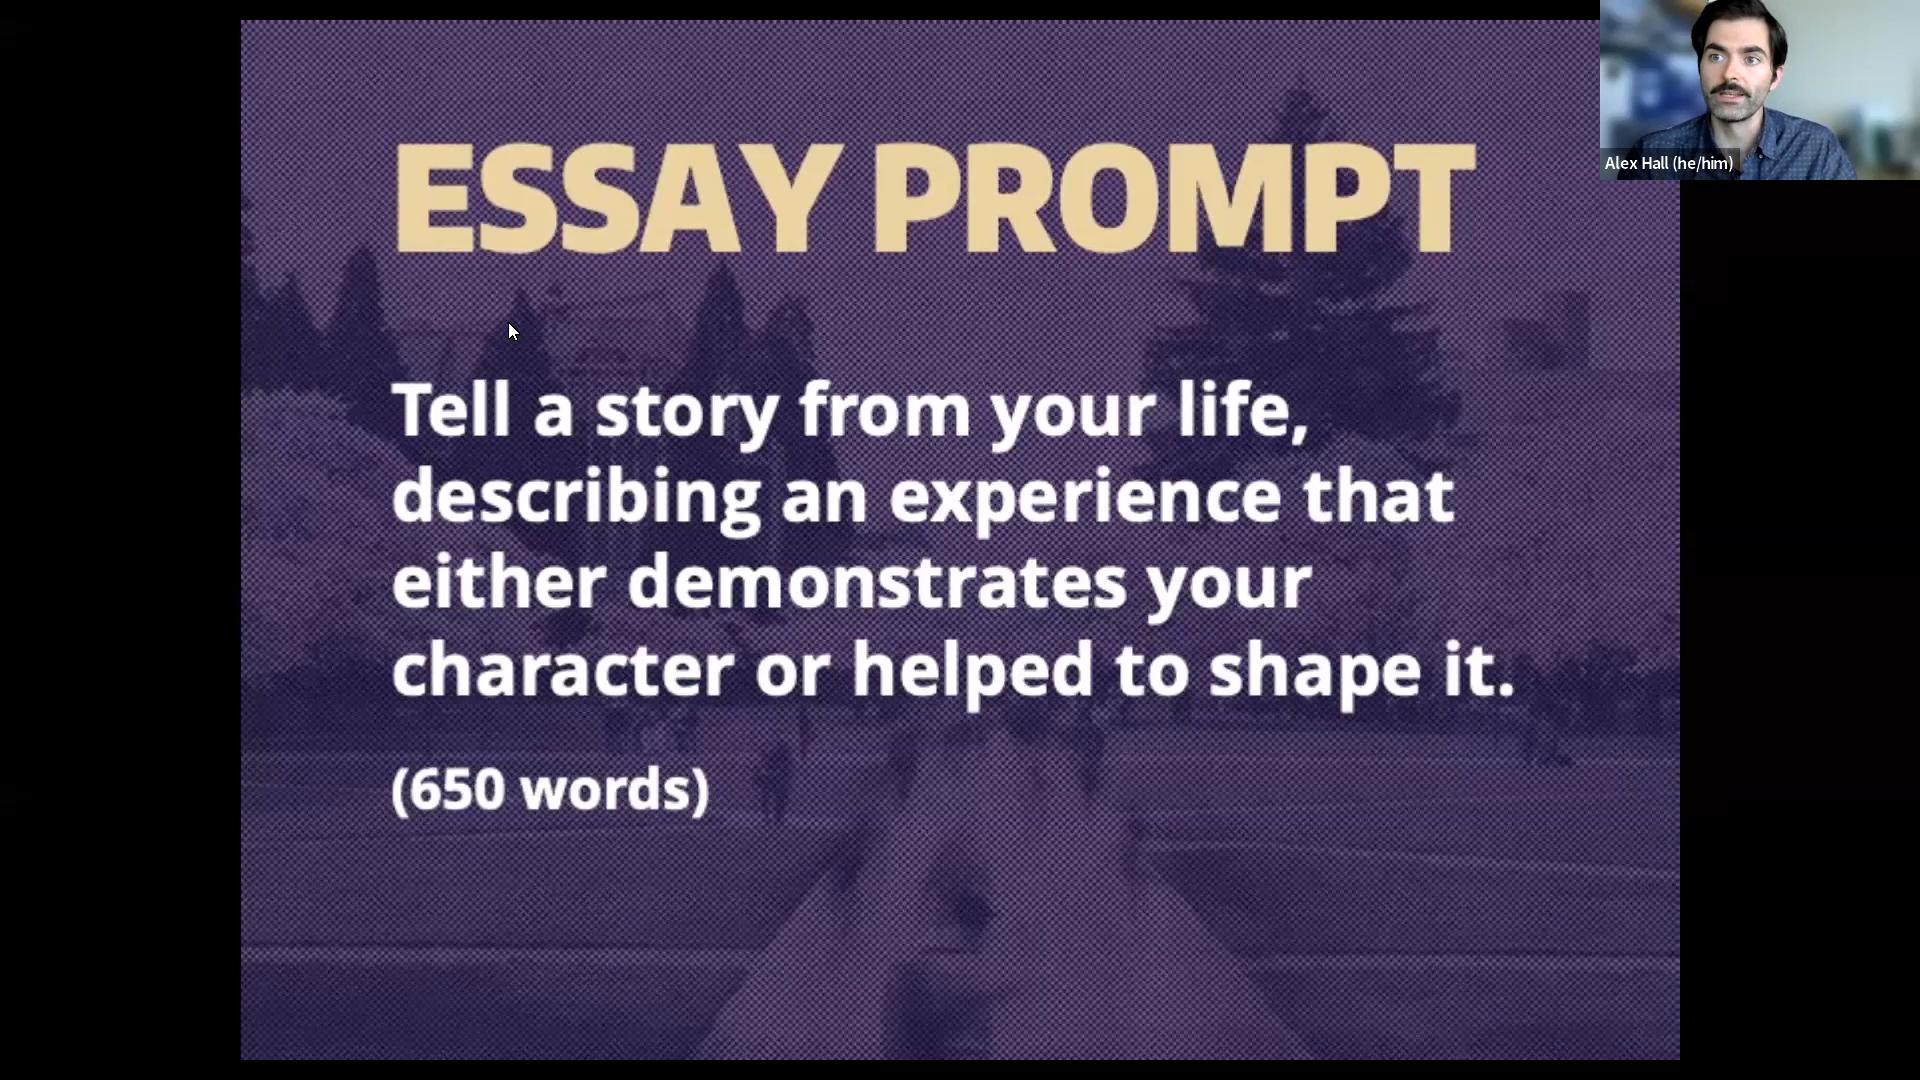 ESSAY PROMPT
Alex Hall (he/him)
Tell a story from your life,
describing an experience that
either demonstrates your
character or helped to shape it.
(650 words)